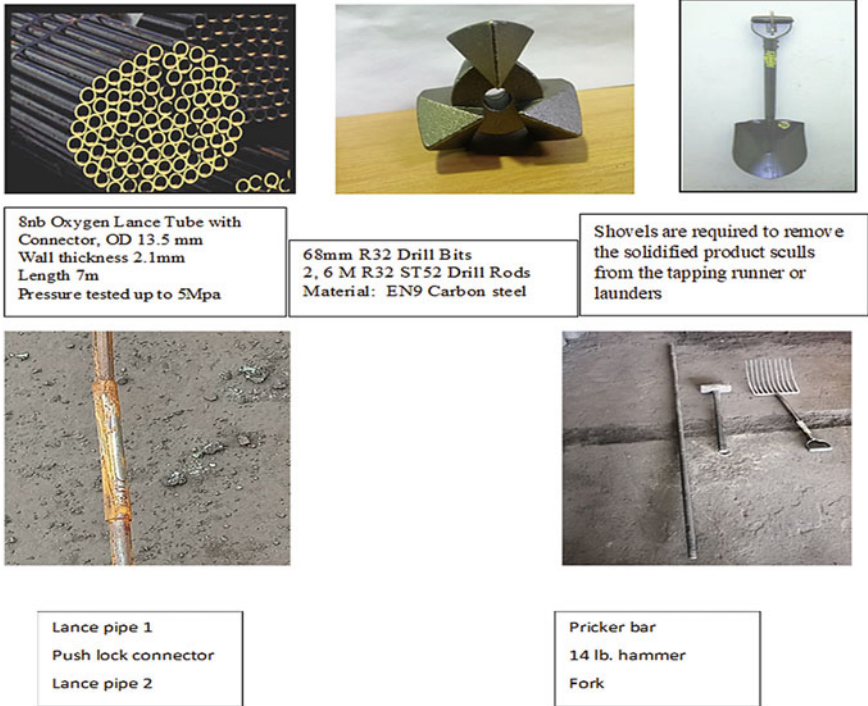 8nb Oxygen Lance Tube with
Connector, OD 13.5 mm
Wall thickness 2.1mm
Length 7m
Pressure tested up to 5Mpa
68mm R32 Drill Bits
2, 6 M R32 ST52 Drill Rods
Material: EN9 Carbon steel
Shovels are required to remove
the solidified product sculls
from the tapping runner or
launders
Lance pipe 1
Push lock connector
Lance pipe 2
Pricker bar
14 lb. hammer
Fork